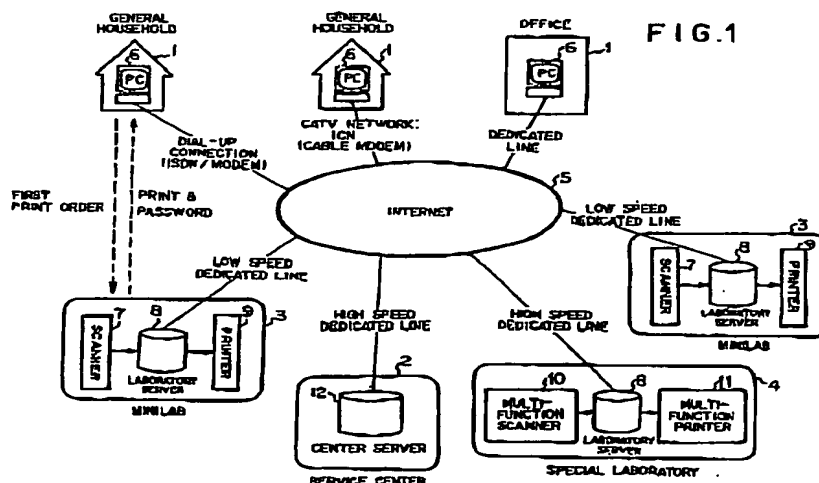 GENERAL
HOUSEHOLD
1
6
PC
GENERAL
HOUSEHOLD
1
6
PC
OFFICE
1
6
PC
FIG.1
DIAL-UP
CONNECTION
(ISDN/MODEM)
CATV NETWORK:
ICN
(CABLE MODEM)
DEDICATED
LINE
FIRST
PRINT ORDER
PRINT &
PASSWORD
INTERNET
5
LOW SPEED
DEDICATED LINE
LOW SPEED
DEDICATED LINE
HIGH SPEED
DEDICATED LINE
HIGH SPEED
DEDICATED LINE
7
SCANNER
8
LABORATORY
SERVER
9
PRINTER
3
MINILAB
3
7
SCANNER
8
LABORATORY
SERVER
9
PRINTER
MINILAB
2
12
CENTER SERVER
SERVICE CENTER
10
MULTI-
FUNCTION
SCANNER
8
LABORATORY
SERVER
11
MULTI-
FUNCTION
PRINTER
4
SPECIAL LABORATORY